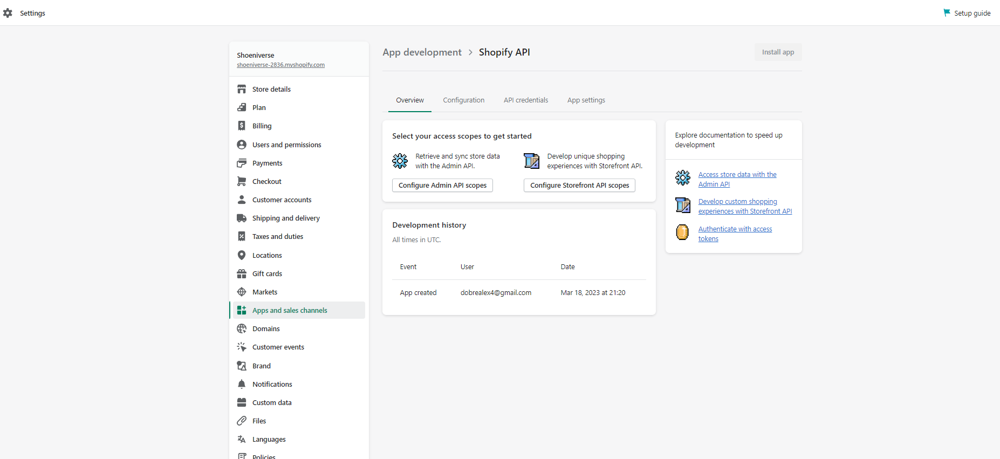 Settings
Setup guide
Shoeniverse
shoeniverse-2836.myshopify.com
Store details
Plan
Billing
Users and permissions
Payments
Checkout
Customer accounts
Shipping and delivery
Taxes and duties
Locations
Gift cards
Markets
Apps and sales channels
Domains
Customer events
Brand
Notifications
Custom data
Files
Languages
Policies
App development > Shopify API
Install app
Overview
Configuration
API credentials
App settings
Select your access scopes to get started
Retrieve and sync store data
with the Admin API.
Configure Admin API scopes
Develop unique shopping
experiences with Storefront API.
Configure Storefront API scopes
Development history
All times in UTC.
Event User Date
App created dobrealex4@gmail.com Mar 18, 2023 at 21:20
Explore documentation to speed up
development
Access store data with the
Admin API
Develop custom shopping
experiences with Storefront API
Authenticate with access
tokens